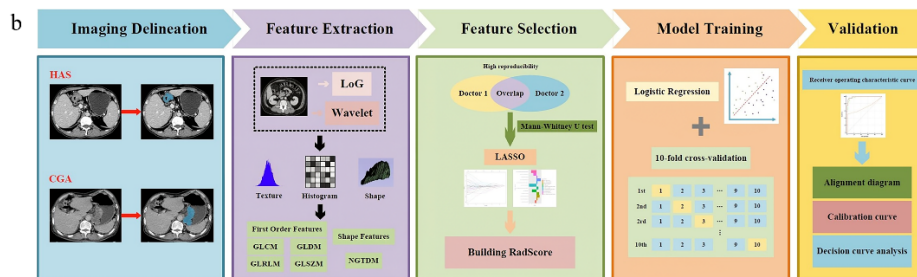 b
Imaging Delineation
Feature Extraction
Feature Selection
Model Training
Validation
HAS
CGA
LoG
Wavelet
Texture
Histogram
Shape
First Order Features
GLCM
GLDM
GLRLM
GLSZM
Shape Features
NGTDM
High reproducibility
Doctor 1
Overlap
Doctor 2
Mann-Whitney U test
LASSO
Building RadScore
Logistic Regression
10-fold cross-validation
1st 1 2 3 ... 9 10
2nd 1 2 3 ... 9 10
3rd 1 2 3 ... 9 10
⋮
10th 1 2 3 ... 9 10
Receiver operating characteristic curve
Alignment diagram
Calibration curve
Decision curve analysis